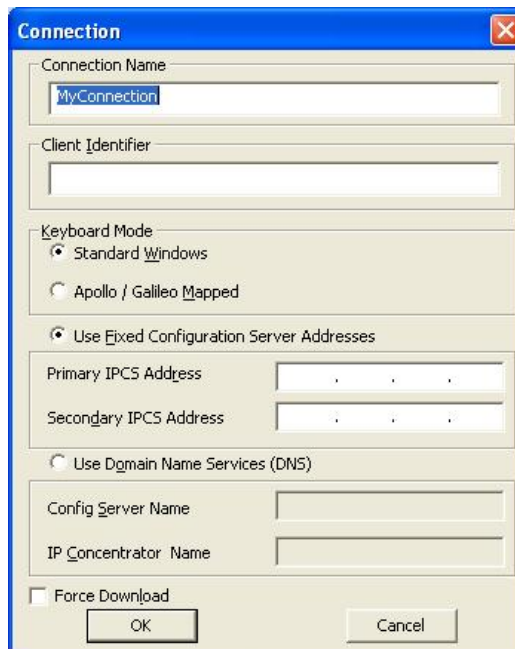 Connection
Connection Name
MyConnection
Client Identifier
Keyboard Mode
Standard Windows
Apollo / Galileo Mapped
Use Fixed Configuration Server Addresses
Primary IPCS Address . . .
Secondary IPCS Address . . .
Use Domain Name Services (DNS)
Config Server Name
IP Concentrator Name
Force Download
OK Cancel